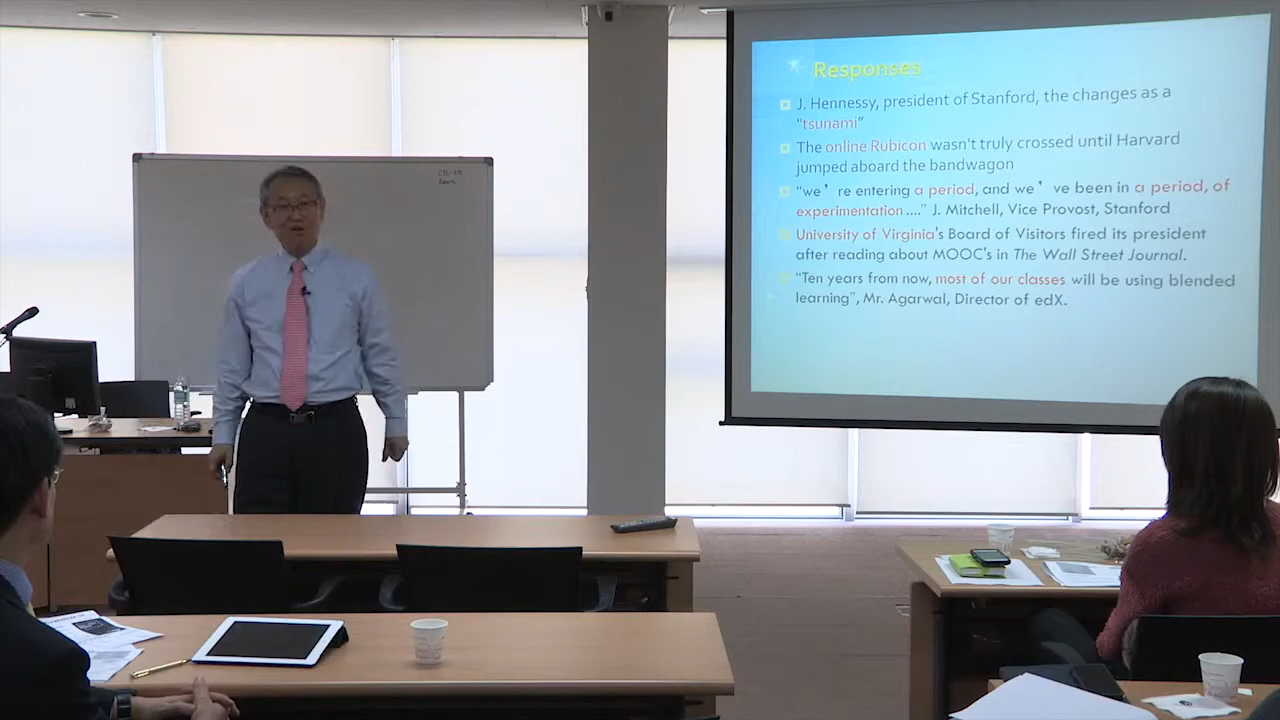 Responses
J. Hennessy, president of Stanford, the changes as a
"tsunami"
The online Rubicon wasn't truly crossed until Harvard
jumped aboard the bandwagon
"we ' re entering a period, and we ' ve been in a period, of
experimentation ...." J. Mitchell, Vice Provost, Stanford
University of Virginia's Board of Visitors fired its president
after reading about MOOC's in The Wall Street Journal.
"Ten years from now, most of our classes will be using blended
learning", Mr. Agarwal, Director of edX.